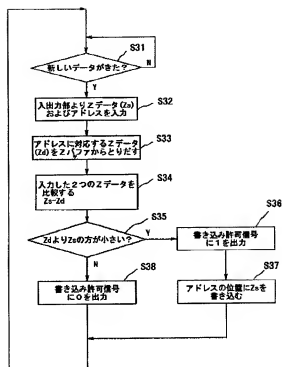 S31
新しいデータがきた?
N
Y
S32
入出力部よりZデータ(Zs)
およびアドレスを入力
S33
アドレスに対応するZデータ
(Zd)をZバファからとりだす
S34
入力した2つのZデータを
比較する
Zs-Zd
S35
ZdよりZsの方が小さい?
Y
N
S36
書き込み許可信号
に1を出力
S37
アドレスの位置にZsを
書き込む
S38
書き込み許可信号
に0を出力